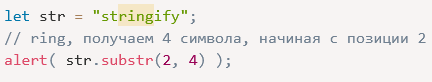 let str = "stringify";
// ring, получаем 4 символа, начиная с позиции 2
alert( str.substr(2, 4) );